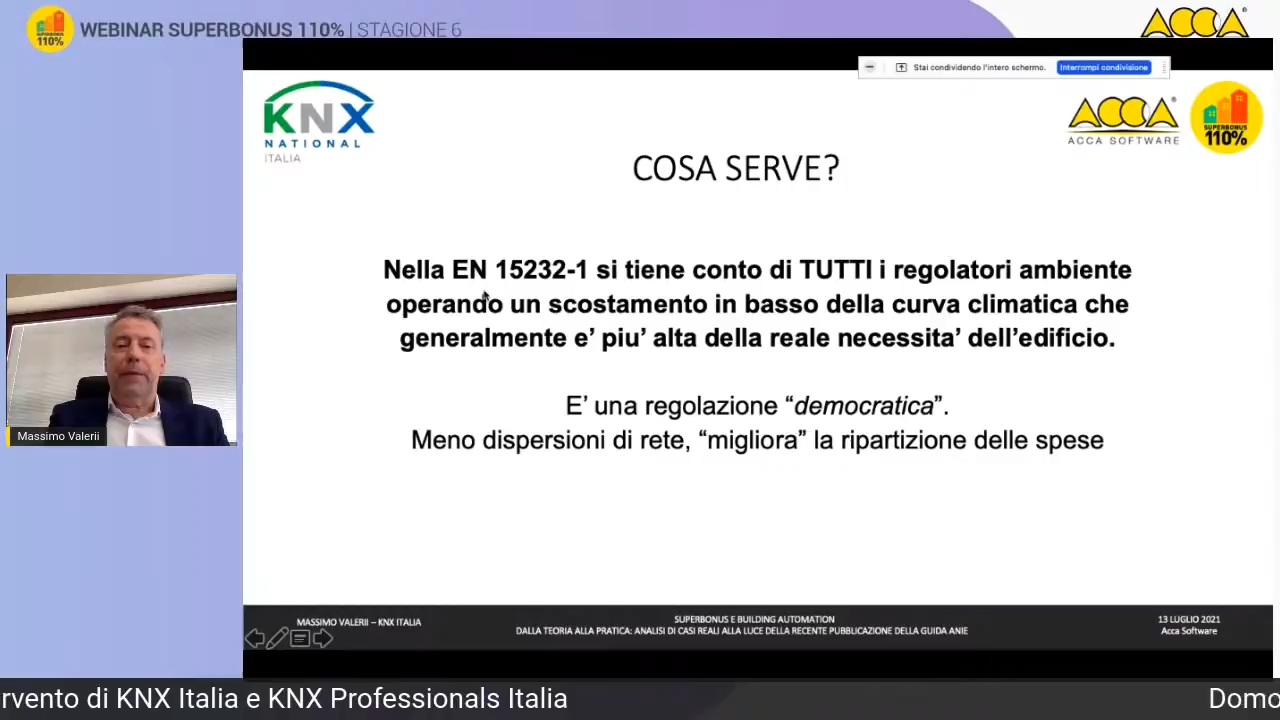 110%
WEBINAR SUPERBONUS 110% | STAGIONE 6
ACCA
Stai condividendo l'intero schermo.
Interrompi condivisione
KNX
NATIONAL
ITALIA
ACCA
ACCA SOFTWARE
SUPERBONUS
110%
COSA SERVE?
Nella EN 15232-1 si tiene conto di TUTTI i regolatori ambiente
operando un scostamento in basso della curva climatica che
generalmente e' piu' alta della reale necessita' dell'edificio.
E' una regolazione "democratica".
Meno dispersioni di rete, "migliora" la ripartizione delle spese
Massimo Valerii
MASSIMO VALERII – KNX ITALIA
SUPERBONUS E BUILDING AUTOMATION
DALLA TEORIA ALLA PRATICA: ANALISI DI CASI REALI ALLA LUCE DELLA RECENTE PUBBLICAZIONE DELLA GUIDA ANIE
13 LUGLIO 2021
Acca Software
rvento di KNX Italia e KNX Professionals Italia
Domo